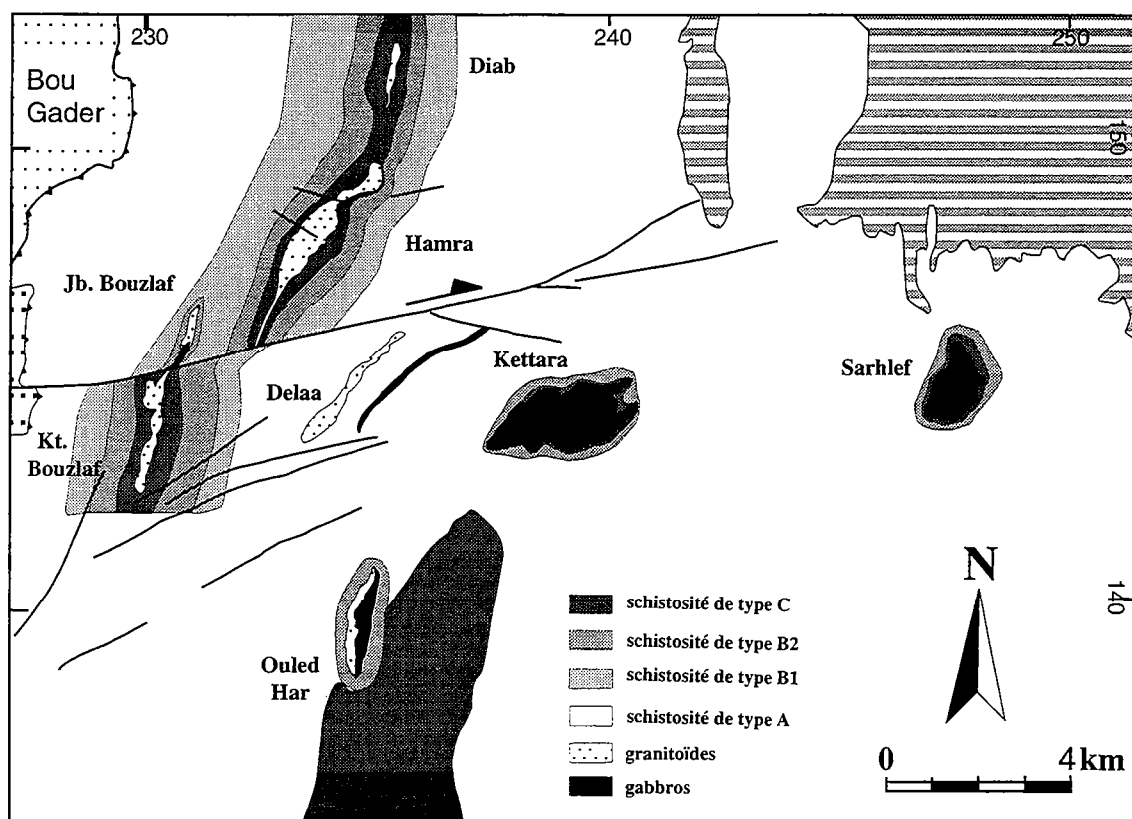 230
240
250
Bou
Gader
Diab
150
Hamra
Jb. Bouzlaf
Kettara
Sarhlef
Delaa
Kt.
Bouzlaf
N
140
schistosité de type C
schistosité de type B2
schistosité de type B1
schistosité de type A
granitoïdes
gabbros
Ouled
Har
0
4 km